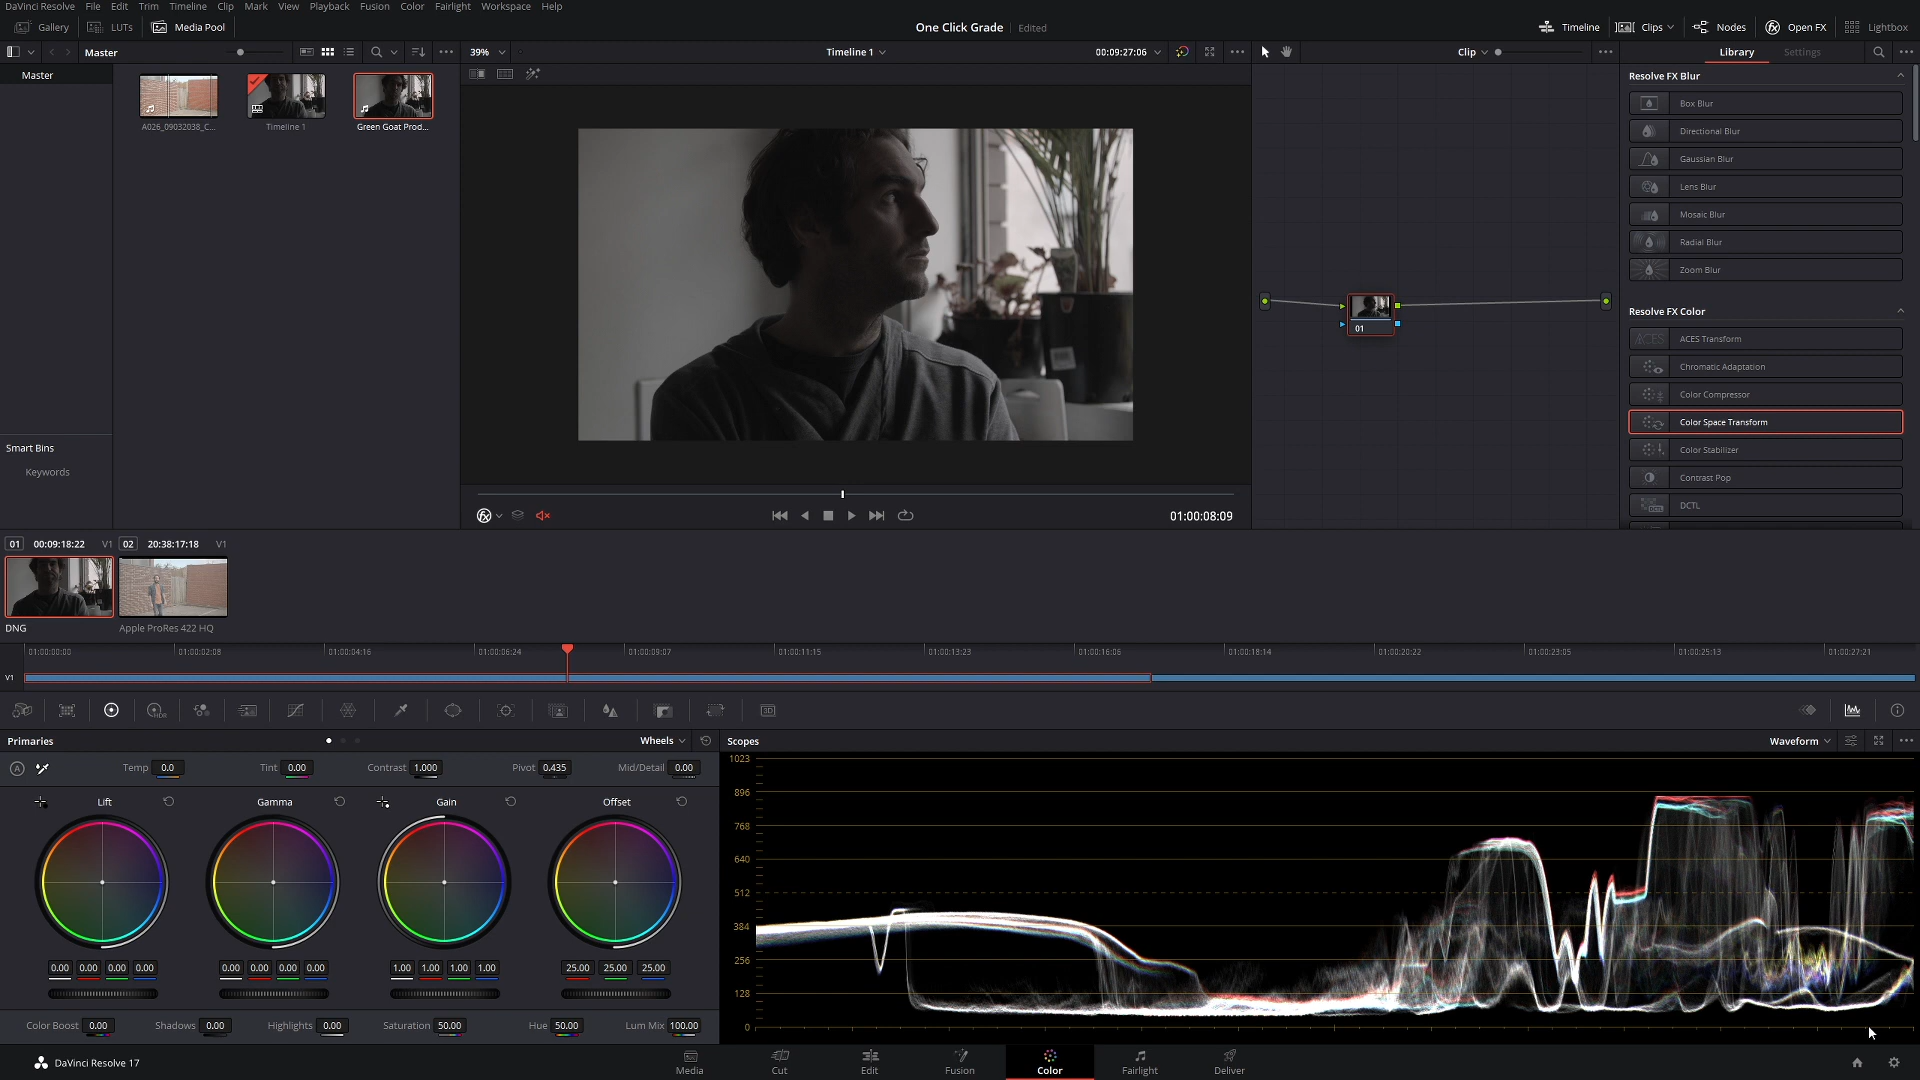 DaVinci Resolve File Edit Trim Timeline Clip Mark View Playback Fusion Color Fairlight Workspace Help
Gallery LUTs Media Pool One Click Grade Edited Timeline Clips Nodes Open FX Lightbox
Master 39% Timeline 1 00:09:27:06 Clip Library Settings
Master
A026_09032038_C...
Timeline 1
Green Goat Prod...
Smart Bins
Keywords
01:00:08:09
01
Resolve FX Blur
Box Blur
Directional Blur
Gaussian Blur
Lens Blur
Mosaic Blur
Radial Blur
Zoom Blur
Resolve FX Color
ACES ACES Transform
Chromatic Adaptation
Color Compressor
Color Space Transform
Color Stabilizer
Contrast Pop
DCTL DCTL
01 00:09:18:22 V1 02 20:38:17:18 V1
DNG Apple ProRes 422 HQ
01:00:00:00 01:00:02:08 01:00:04:16 01:00:06:24 01:00:09:07 01:00:11:15 01:00:13:23 01:00:16:06 01:00:18:14 01:00:20:22 01:00:23:05 01:00:25:13 01:00:27:21
V1
HDR 3D
Primaries Wheels
A Temp 0.0 Tint 0.00 Contrast 1.000 Pivot 0.435 Mid/Detail 0.00
Lift Gamma Gain Offset
0.00 0.00 0.00 0.00 0.00 0.00 0.00 0.00 1.00 1.00 1.00 1.00 25.00 25.00 25.00
Color Boost 0.00 Shadows 0.00 Highlights 0.00 Saturation 50.00 Hue 50.00 Lum Mix 100.00
Scopes Waveform
1023
896
768
640
512
384
256
128
0
DaVinci Resolve 17
Media Cut Edit Fusion Color Fairlight Deliver